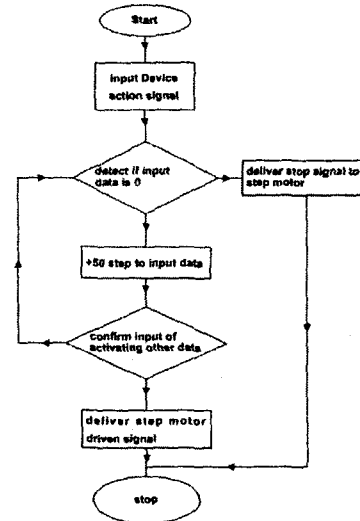 Start
input Device
action signal
detect if input
data is 0
deliver stop signal to
step motor
+50 step to input data
confirm input of
activating other data
deliver step motor
driven signal
stop